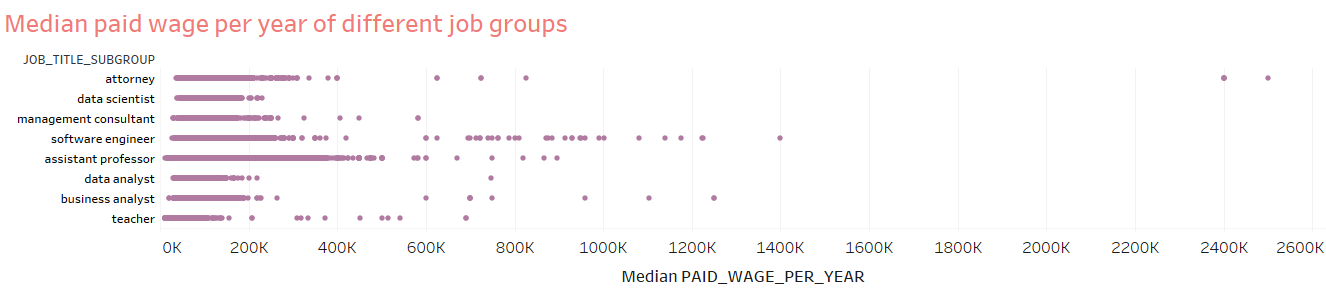 Median paid wage per year of different job groups
JOB_TITLE_SUBGROUP
attorney
data scientist
management consultant
software engineer
assistant professor
data analyst
business analyst
teacher
0K 200K 400K 600K 800K 1000K 1200K 1400K 1600K 1800K 2000K 2200K 2400K 2600K
Median PAID_WAGE_PER_YEAR